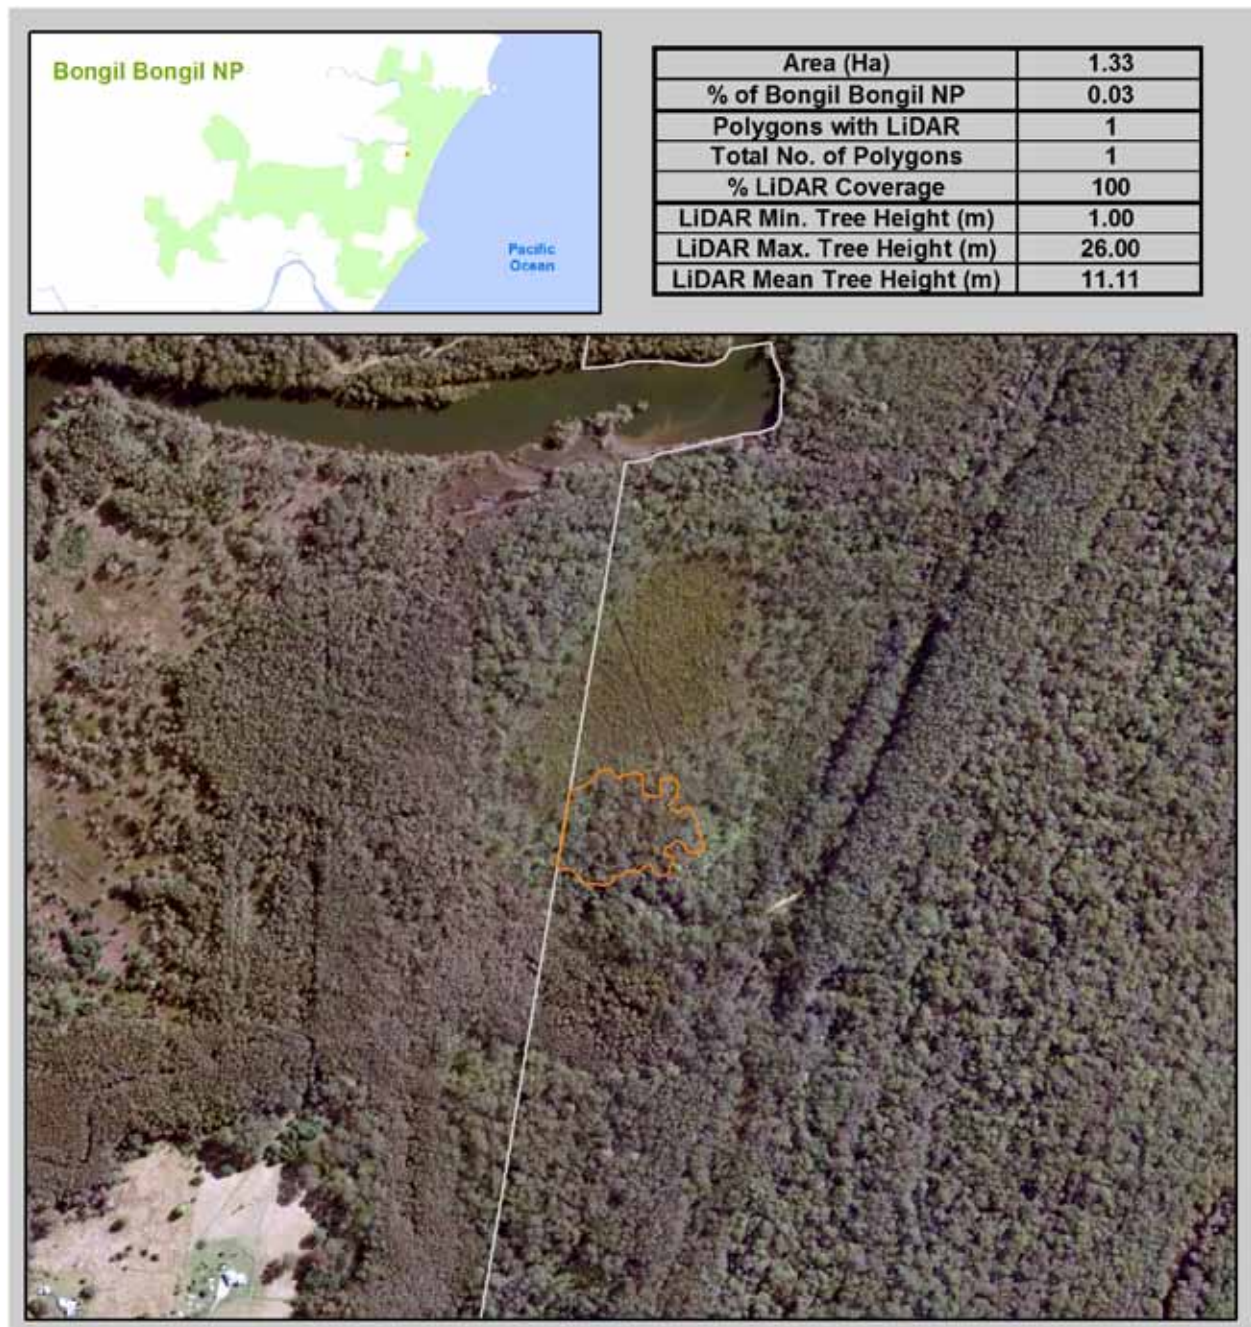 Bongil Bongil NP
Pacific
Ocean
Area (Ha) 1.33
% of Bongil Bongil NP 0.03
Polygons with LiDAR 1
Total No. of Polygons 1
% LiDAR Coverage 100
LiDAR Min. Tree Height (m) 1.00
LiDAR Max. Tree Height (m) 26.00
LiDAR Mean Tree Height (m) 11.11